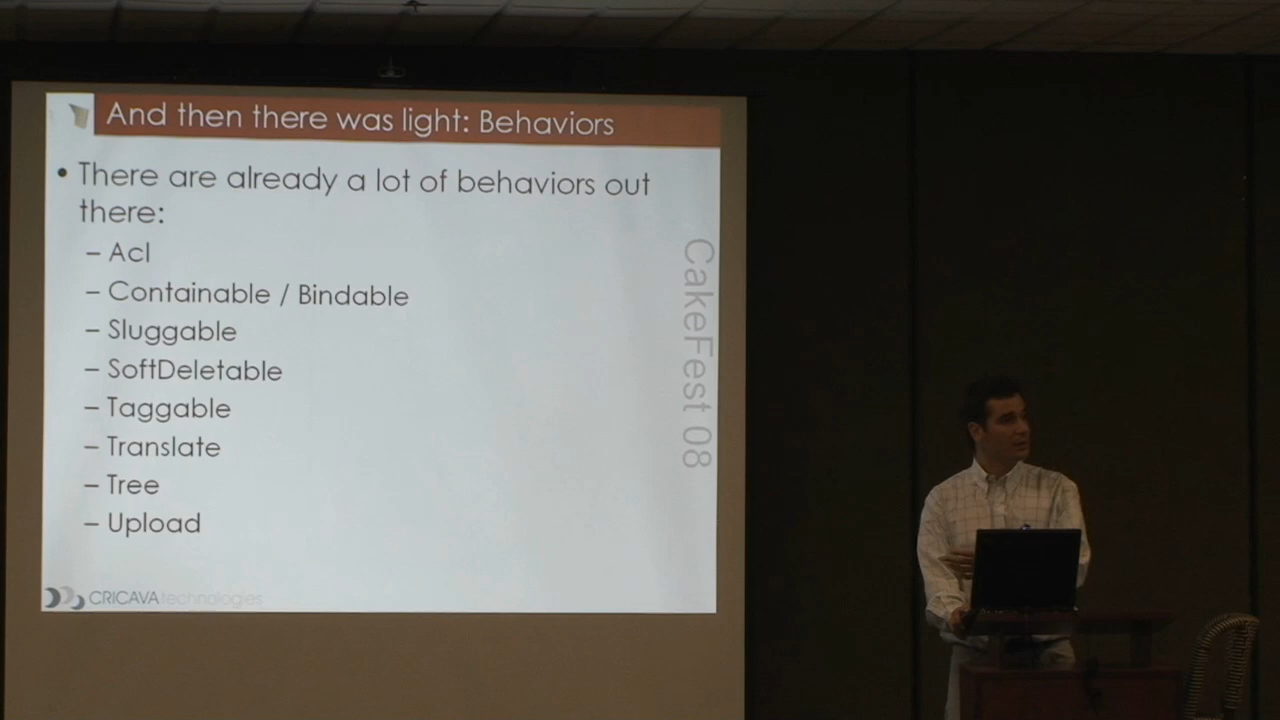 And then there was light: Behaviors
• There are already a lot of behaviors out
there:
– Acl
– Containable / Bindable
– Sluggable
– SoftDeletable
– Taggable
– Translate
– Tree
– Upload
CakeFest 08
CRICAVA technologies